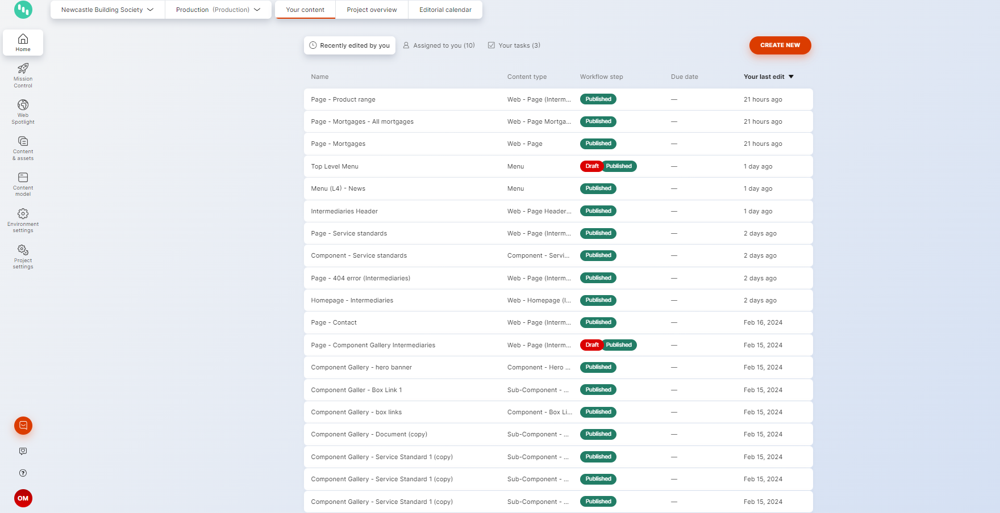 Newcastle Building Society
Production (Production)
Your content
Project overview
Editorial calendar
Home
Mission
Control
Web
Spotlight
Content
& assets
Content
model
Environment
settings
Project
settings
OM
Recently edited by you
Assigned to you (10)
Your tasks (3)
CREATE NEW
Name Content type Workflow step Due date Your last edit
Page - Product range Web - Page (Interm... Published — 21 hours ago
Page - Mortgages - All mortgages Web - Page Mortga... Published — 21 hours ago
Page - Mortgages Web - Page Published — 21 hours ago
Top Level Menu Menu Draft Published — 1 day ago
Menu (L4) - News Menu Published — 1 day ago
Intermediaries Header Web - Page Header... Published — 1 day ago
Page - Service standards Web - Page (Interm... Published — 2 days ago
Component - Service standards Component - Servi... Published — 2 days ago
Page - 404 error (Intermediaries) Web - Page (Interm... Published — 2 days ago
Homepage - Intermediaries Web - Homepage (I... Published — 2 days ago
Page - Contact Web - Page (Interm... Published — Feb 16, 2024
Page - Component Gallery Intermediaries Web - Page (Interm... Draft Published — Feb 15, 2024
Component Gallery - hero banner Component - Hero ... Published — Feb 15, 2024
Component Galler - Box Link 1 Sub-Component - ... Published — Feb 15, 2024
Component Gallery - box links Component - Box Li... Published — Feb 15, 2024
Component Gallery - Document (copy) Sub-Component - ... Published — Feb 15, 2024
Component Gallery - Service Standard 1 (copy) Sub-Component - ... Published — Feb 15, 2024
Component Gallery - Service Standard 1 (copy) Sub-Component - ... Published — Feb 15, 2024
Component Gallery - Service Standard 1 (copy) Sub-Component - ... Published — Feb 15, 2024